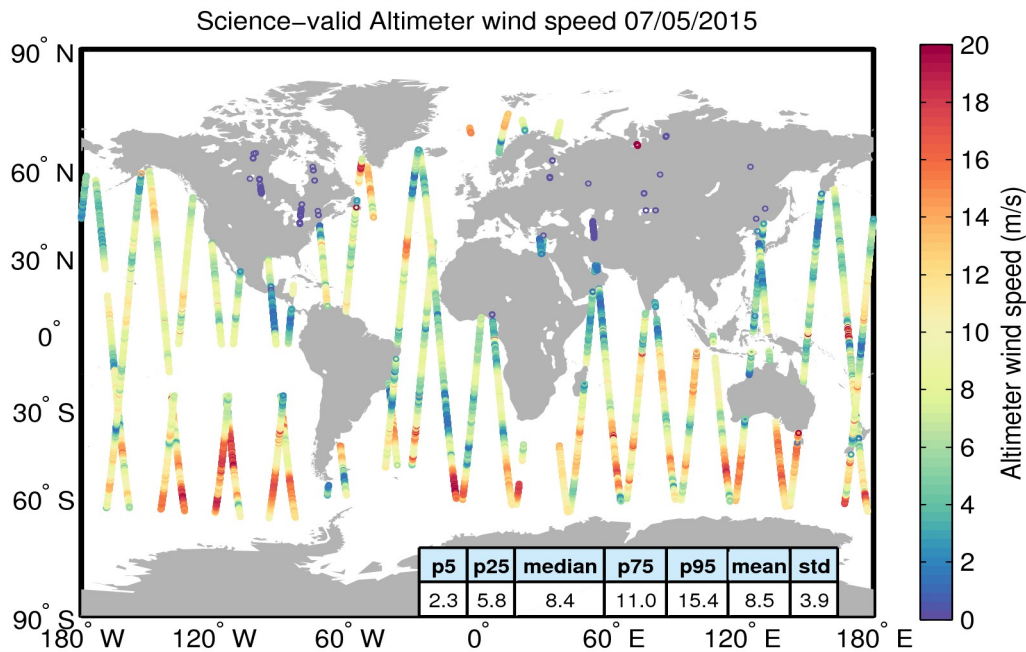 Science−valid Altimeter wind speed 07/05/2015
90° N
60° N
30° N
0°
30° S
60° S
90° S
180° W
120° W
60° W
0°
60° E
120° E
180° E
p5 p25 median p75 p95 mean std
2.3 5.8 8.4 11.0 15.4 8.5 3.9
20
18
16
14
12
10
8
6
4
2
0
Altimeter wind speed (m/s)